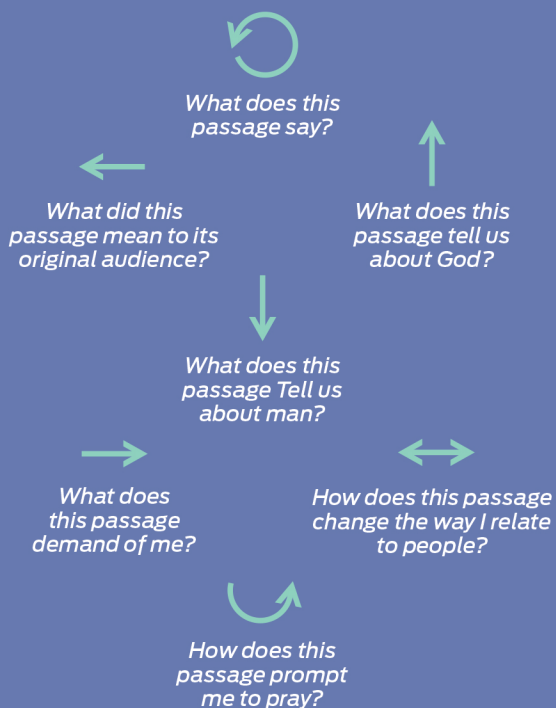 What does this
passage say?
What did this
passage mean to its
original audience?
What does this
passage tell us
about God?
What does this
passage Tell us
about man?
What does
this passage
demand of me?
How does this passage
change the way I relate
to people?
How does this
passage prompt
me to pray?